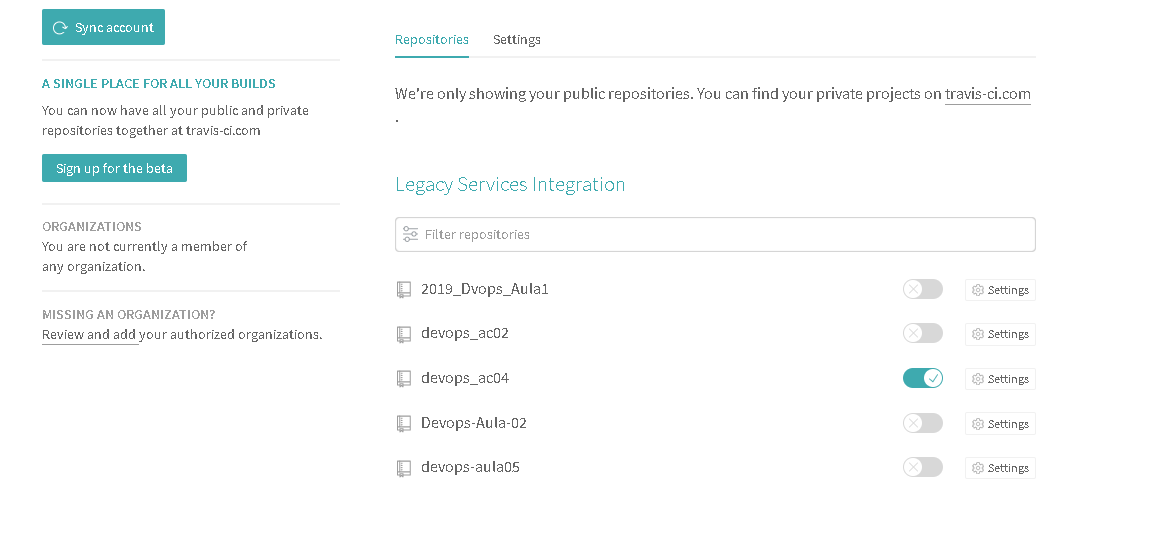 Sync account
A SINGLE PLACE FOR ALL YOUR BUILDS
You can now have all your public and private
repositories together at travis-ci.com
Sign up for the beta
ORGANIZATIONS
You are not currently a member of
any organization.
MISSING AN ORGANIZATION?
Review and add your authorized organizations.
Repositories Settings
We're only showing your public repositories. You can find your private projects on travis-ci.com
.
Legacy Services Integration
Filter repositories
2019_Dvops_Aula1 Settings
devops_ac02 Settings
devops_ac04 Settings
Devops-Aula-02 Settings
devops-aula05 Settings